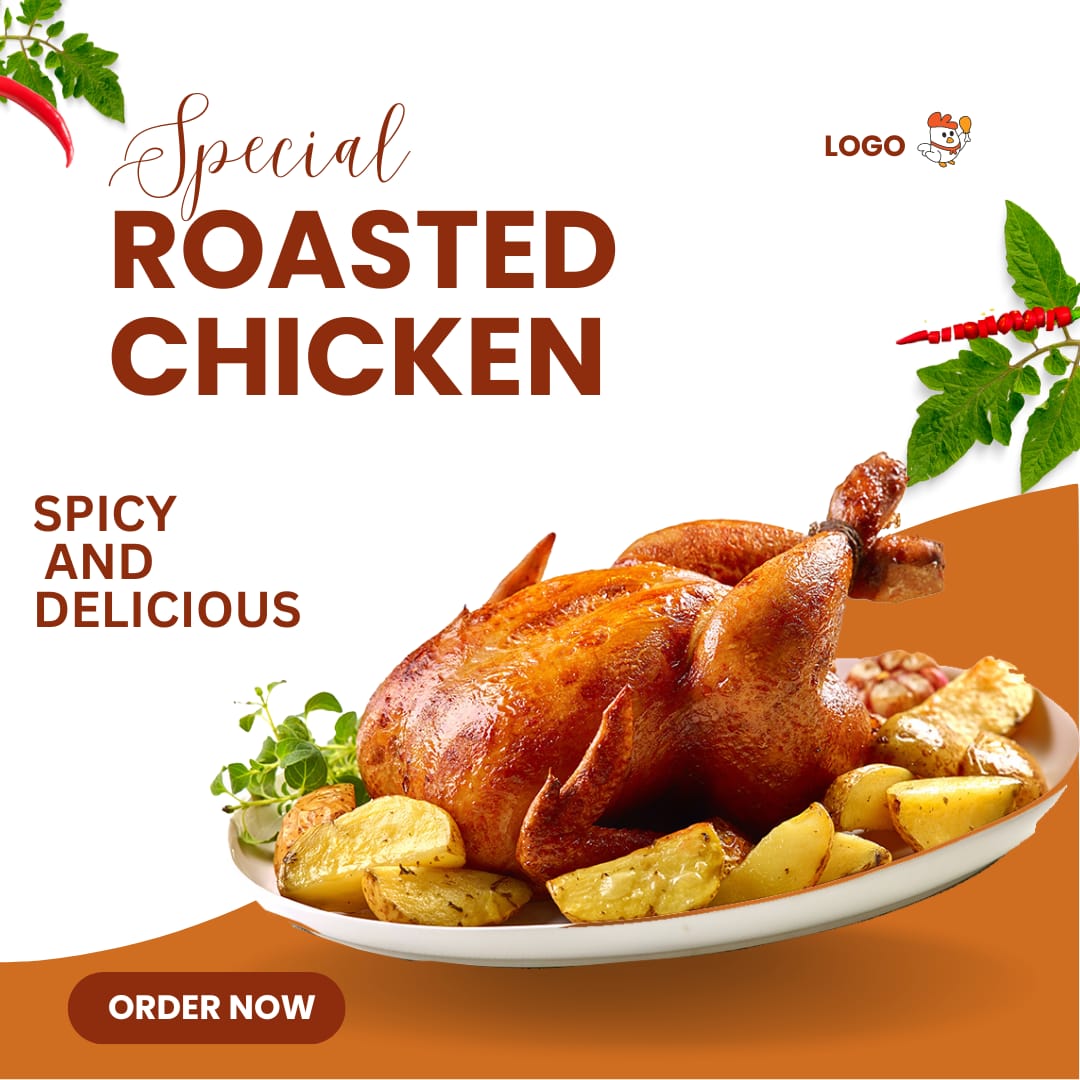 Special
LOGO
ROASTED
CHICKEN
SPICY
AND
DELICIOUS
ORDER NOW